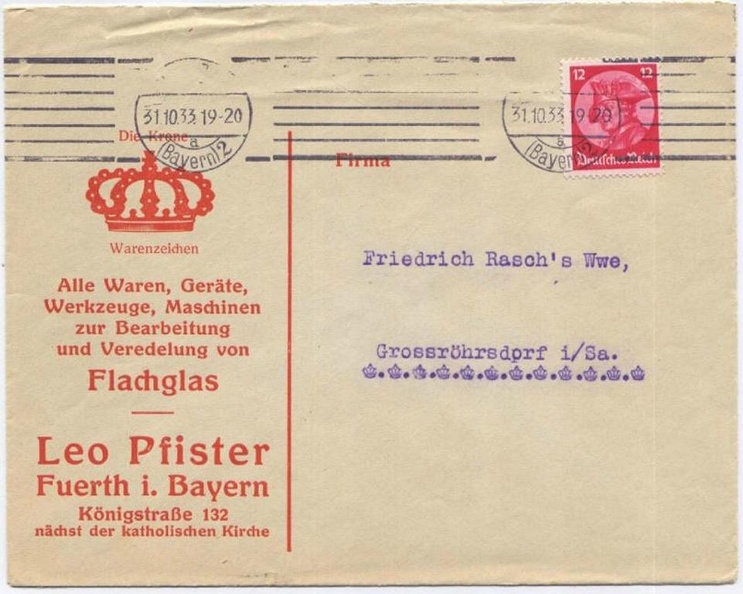 Die Krone
Warenzeichen
Alle Waren, Geräte,
Werkzeuge, Maschinen
zur Bearbeitung
und Veredelung von
Flachglas
Leo Pfister
Fuerth i. Bayern
Königstraße 132
nächst der katholischen Kirche
31.10.33 19-20
a
(Bayern) 2
31.10.33 19-20
a
(Bayern) 2
12 12
Deutsches Reich
Firma
Friedrich Rasch's Wwe,
Grossröhrsdorf i/Sa.